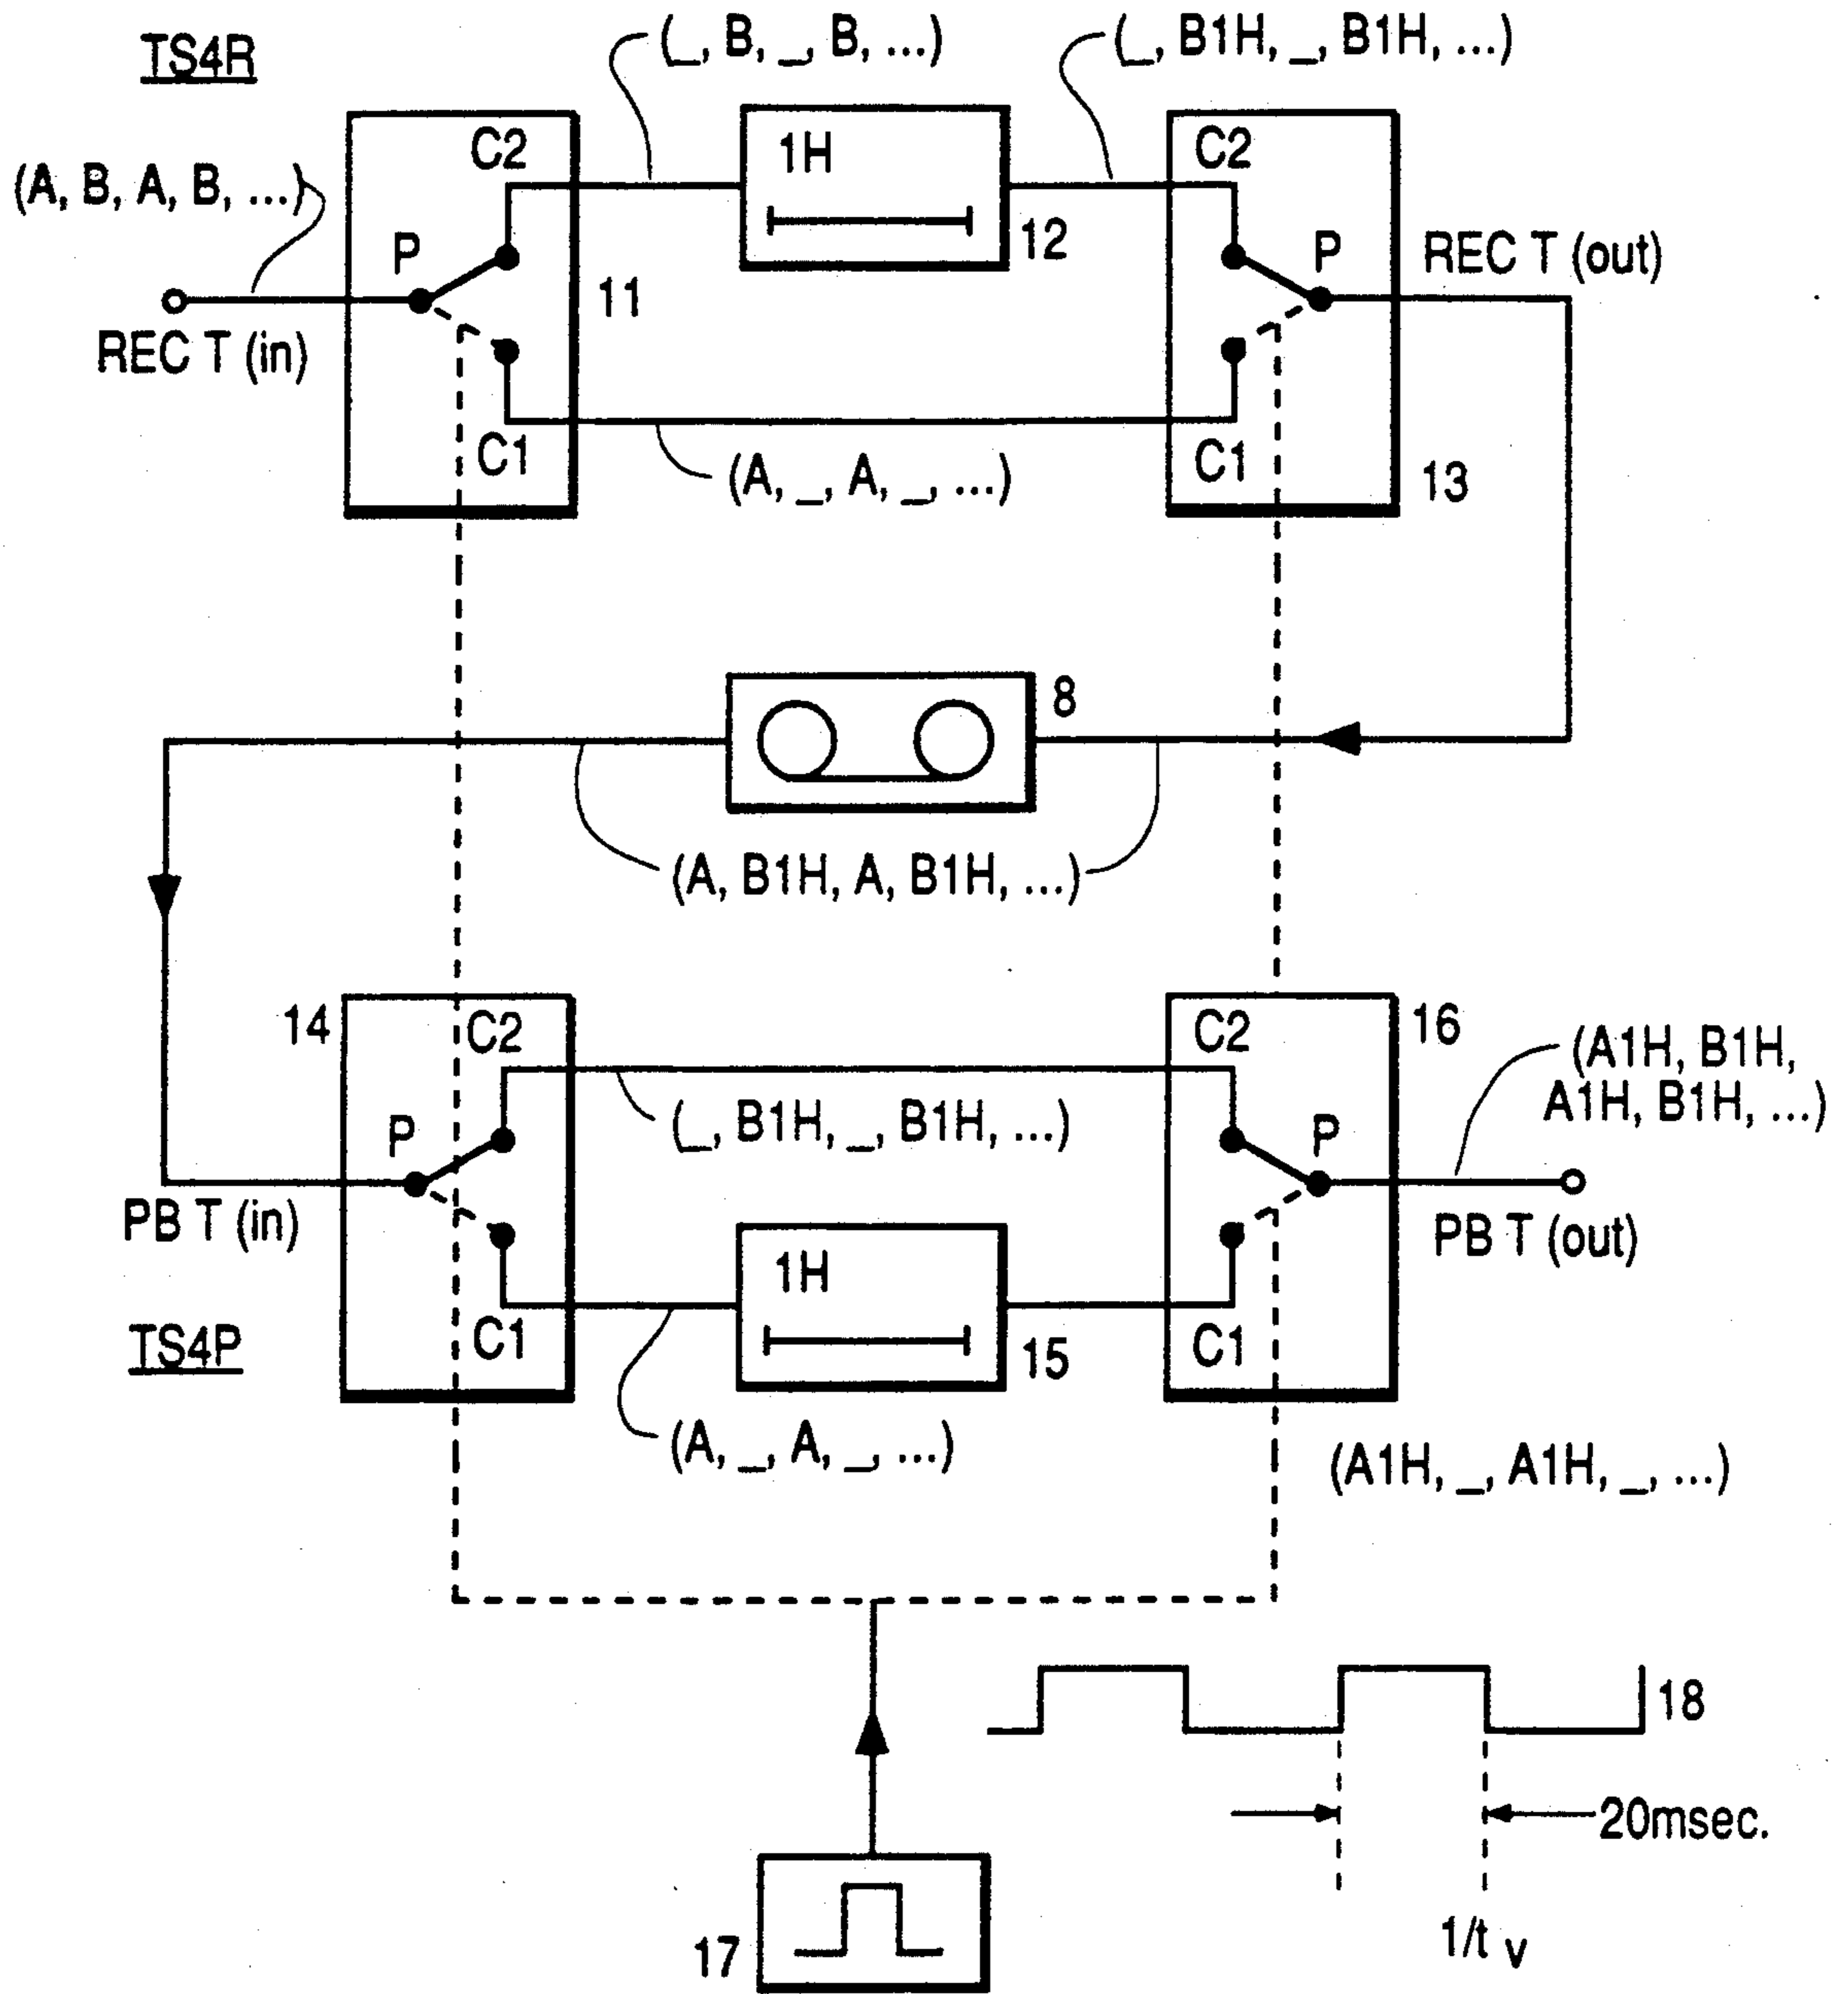 TS4R
(_, B, _, B, ...)
(_, B1H, _, B1H, ...)
(A, B, A, B, ...)
C2
1H
C2
12
P
11
P
REC T (out)
REC T (in)
C1
C1
13
(A, _, A, _, ...)
8
(A, B1H, A, B1H, ...)
14
C2
C2
16
(A1H, B1H,
A1H, B1H, ...)
P
(_, B1H, _, B1H, ...)
P
PB T (in)
PB T (out)
1H
TS4P
C1
15
C1
(A, _, A, _, ...)
(A1H, _, A1H, _, ...)
18
20msec.
17
1/t v